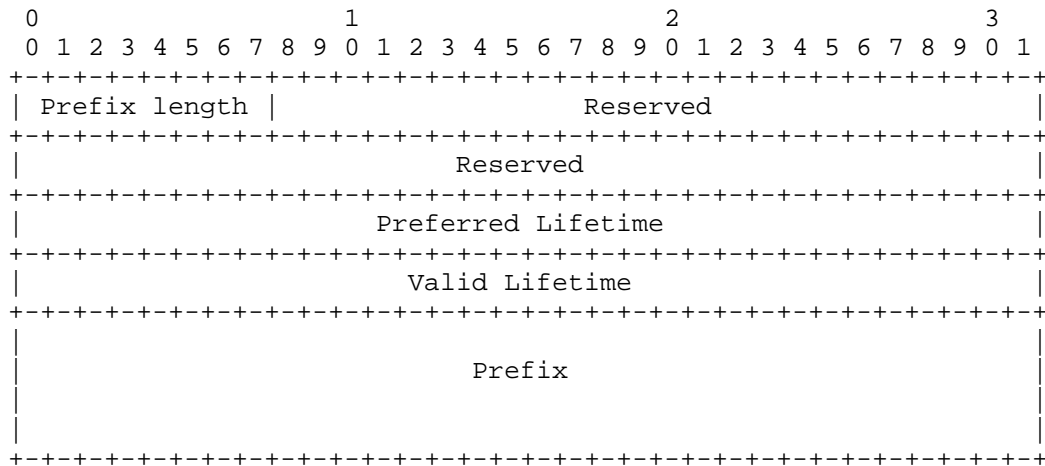 0                   1                   2                   3
 0 1 2 3 4 5 6 7 8 9 0 1 2 3 4 5 6 7 8 9 0 1 2 3 4 5 6 7 8 9 0 1
+-+-+-+-+-+-+-+-+-+-+-+-+-+-+-+-+-+-+-+-+-+-+-+-+-+-+-+-+-+-+-+-+
| Prefix length |                   Reserved                    |
+-+-+-+-+-+-+-+-+-+-+-+-+-+-+-+-+-+-+-+-+-+-+-+-+-+-+-+-+-+-+-+-+
|                           Reserved                            |
+-+-+-+-+-+-+-+-+-+-+-+-+-+-+-+-+-+-+-+-+-+-+-+-+-+-+-+-+-+-+-+-+
|                      Preferred Lifetime                       |
+-+-+-+-+-+-+-+-+-+-+-+-+-+-+-+-+-+-+-+-+-+-+-+-+-+-+-+-+-+-+-+-+
|                        Valid Lifetime                         |
+-+-+-+-+-+-+-+-+-+-+-+-+-+-+-+-+-+-+-+-+-+-+-+-+-+-+-+-+-+-+-+-+
|                                                               |
|                            Prefix                             |
|                                                               |
|                                                               |
+-+-+-+-+-+-+-+-+-+-+-+-+-+-+-+-+-+-+-+-+-+-+-+-+-+-+-+-+-+-+-+-+